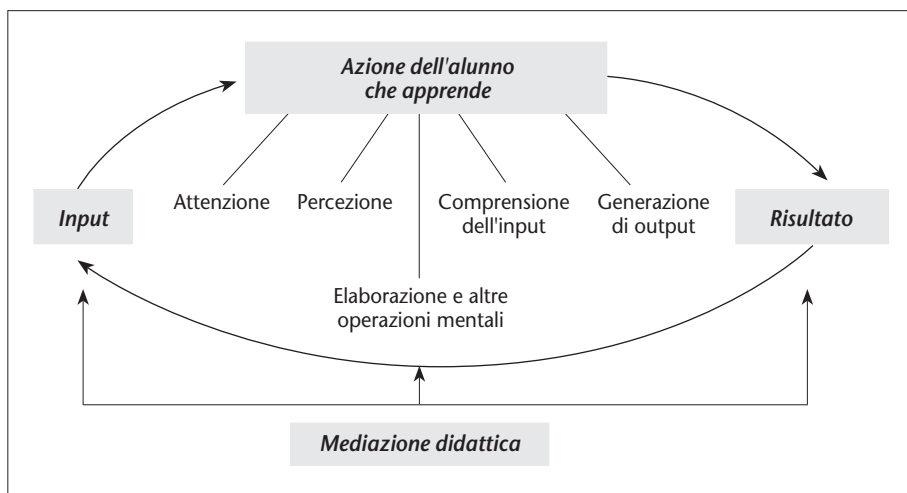 Azione dell'alunno
che apprende
Attenzione
Percezione
Comprensione
dell'input
Generazione
di output
Input
Risultato
Elaborazione e altre
operazioni mentali
Mediazione didattica